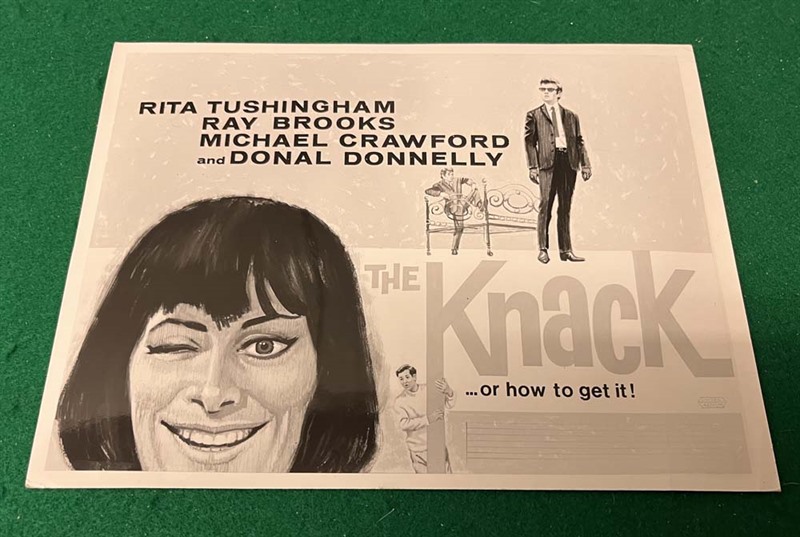 RITA TUSHINGHAM
RAY BROOKS
MICHAEL CRAWFORD
and DONAL DONNELLY
THE Knack
...or how to get it!